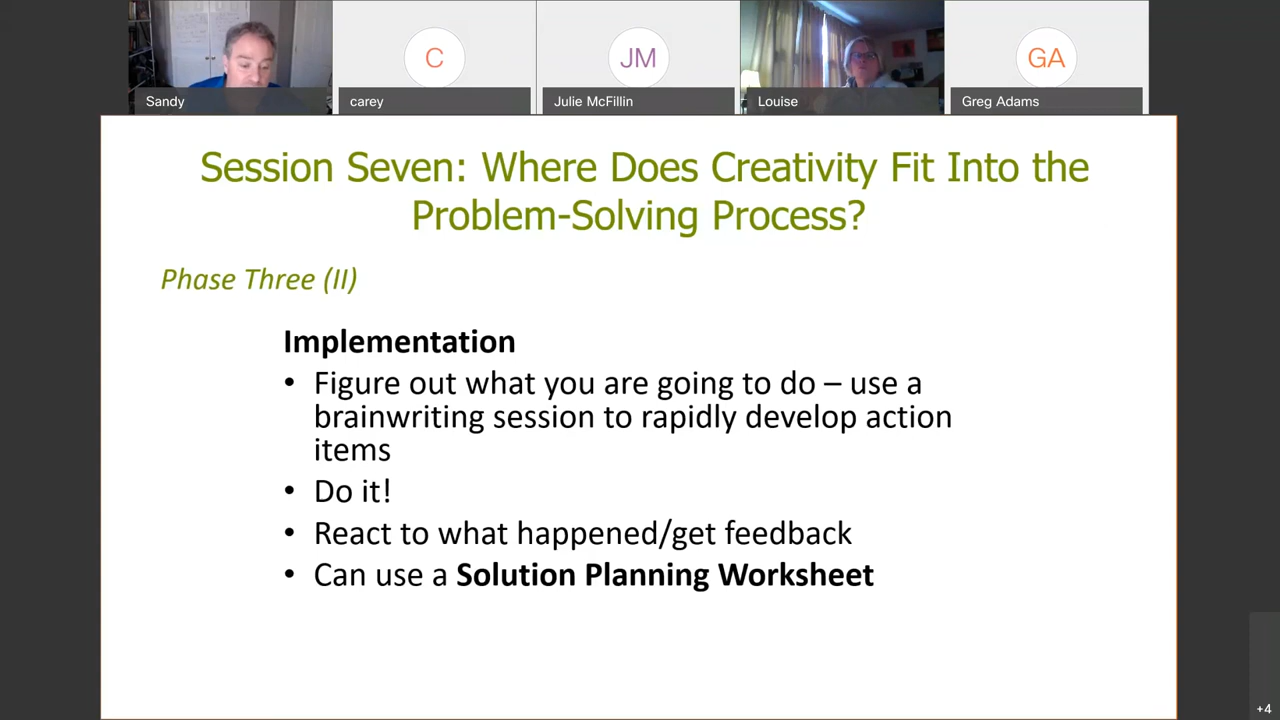 C
JM
GA
Sandy
carey
Julie McFillin
Louise
Greg Adams
Session Seven: Where Does Creativity Fit Into the
Problem-Solving Process?
Phase Three (II)
Implementation
• Figure out what you are going to do – use a
brainwriting session to rapidly develop action
items
• Do it!
• React to what happened/get feedback
• Can use a Solution Planning Worksheet
+4